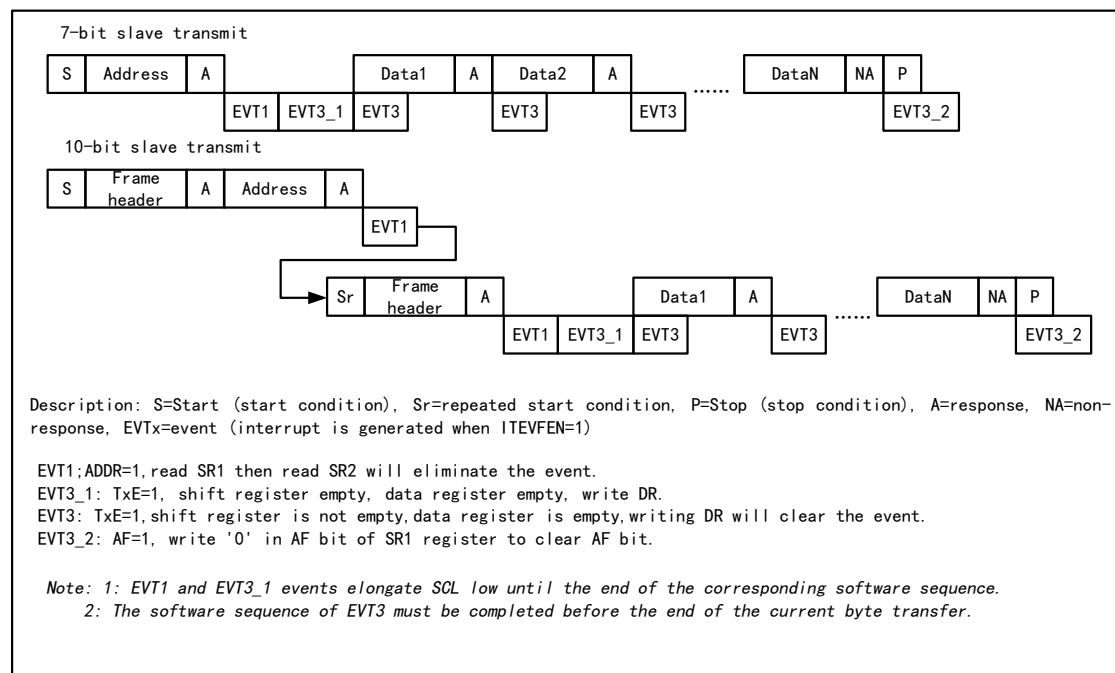 7-bit slave transmit
S Address A Data1 A Data2 A …… DataN NA P
EVT1 EVT3_1 EVT3 EVT3 EVT3 EVT3_2
10-bit slave transmit
S Frame header A Address A
EVT1
Sr Frame header A Data1 A …… DataN NA P
EVT1 EVT3_1 EVT3 EVT3 EVT3_2
Description: S=Start (start condition), Sr=repeated start condition, P=Stop (stop condition), A=response, NA=non-
response, EVTx=event (interrupt is generated when ITEVFEN=1)
EVT1;ADDR=1,read SR1 then read SR2 will eliminate the event.
EVT3_1: TxE=1, shift register empty, data register empty, write DR.
EVT3: TxE=1,shift register is not empty,data register is empty,writing DR will clear the event.
EVT3_2: AF=1, write '0' in AF bit of SR1 register to clear AF bit.
Note: 1: EVT1 and EVT3_1 events elongate SCL low until the end of the corresponding software sequence.
2: The software sequence of EVT3 must be completed before the end of the current byte transfer.